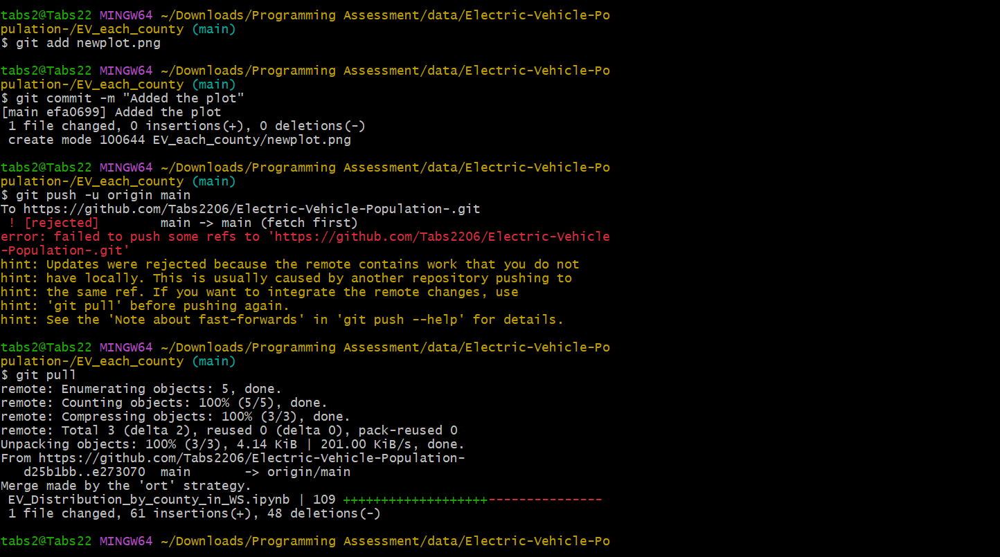 tabs2@Tabs22 MINGW64 ~/Downloads/Programming Assessment/data/Electric-Vehicle-Po
pulation-/EV_each_county (main)
$ git add newplot.png
tabs2@Tabs22 MINGW64 ~/Downloads/Programming Assessment/data/Electric-Vehicle-Po
pulation-/EV_each_county (main)
$ git commit -m "Added the plot"
[main efa0699] Added the plot
 1 file changed, 0 insertions(+), 0 deletions(-)
 create mode 100644 EV_each_county/newplot.png
tabs2@Tabs22 MINGW64 ~/Downloads/Programming Assessment/data/Electric-Vehicle-Po
pulation-/EV_each_county (main)
$ git push -u origin main
To https://github.com/Tabs2206/Electric-Vehicle-Population-.git
 ! [rejected]        main -> main (fetch first)
error: failed to push some refs to 'https://github.com/Tabs2206/Electric-Vehicle
-Population-.git'
hint: Updates were rejected because the remote contains work that you do not
hint: have locally. This is usually caused by another repository pushing to
hint: the same ref. If you want to integrate the remote changes, use
hint: 'git pull' before pushing again.
hint: See the 'Note about fast-forwards' in 'git push --help' for details.
tabs2@Tabs22 MINGW64 ~/Downloads/Programming Assessment/data/Electric-Vehicle-Po
pulation-/EV_each_county (main)
$ git pull
remote: Enumerating objects: 5, done.
remote: Counting objects: 100% (5/5), done.
remote: Compressing objects: 100% (3/3), done.
remote: Total 3 (delta 2), reused 0 (delta 0), pack-reused 0
Unpacking objects: 100% (3/3), 4.14 KiB | 201.00 KiB/s, done.
From https://github.com/Tabs2206/Electric-Vehicle-Population-
   d25b1bb..e273070  main       -> origin/main
Merge made by the 'ort' strategy.
 EV_Distribution_by_county_in_WS.ipynb | 109 +++++++++++++++++++---------------
 1 file changed, 61 insertions(+), 48 deletions(-)
tabs2@Tabs22 MINGW64 ~/Downloads/Programming Assessment/data/Electric-Vehicle-Po